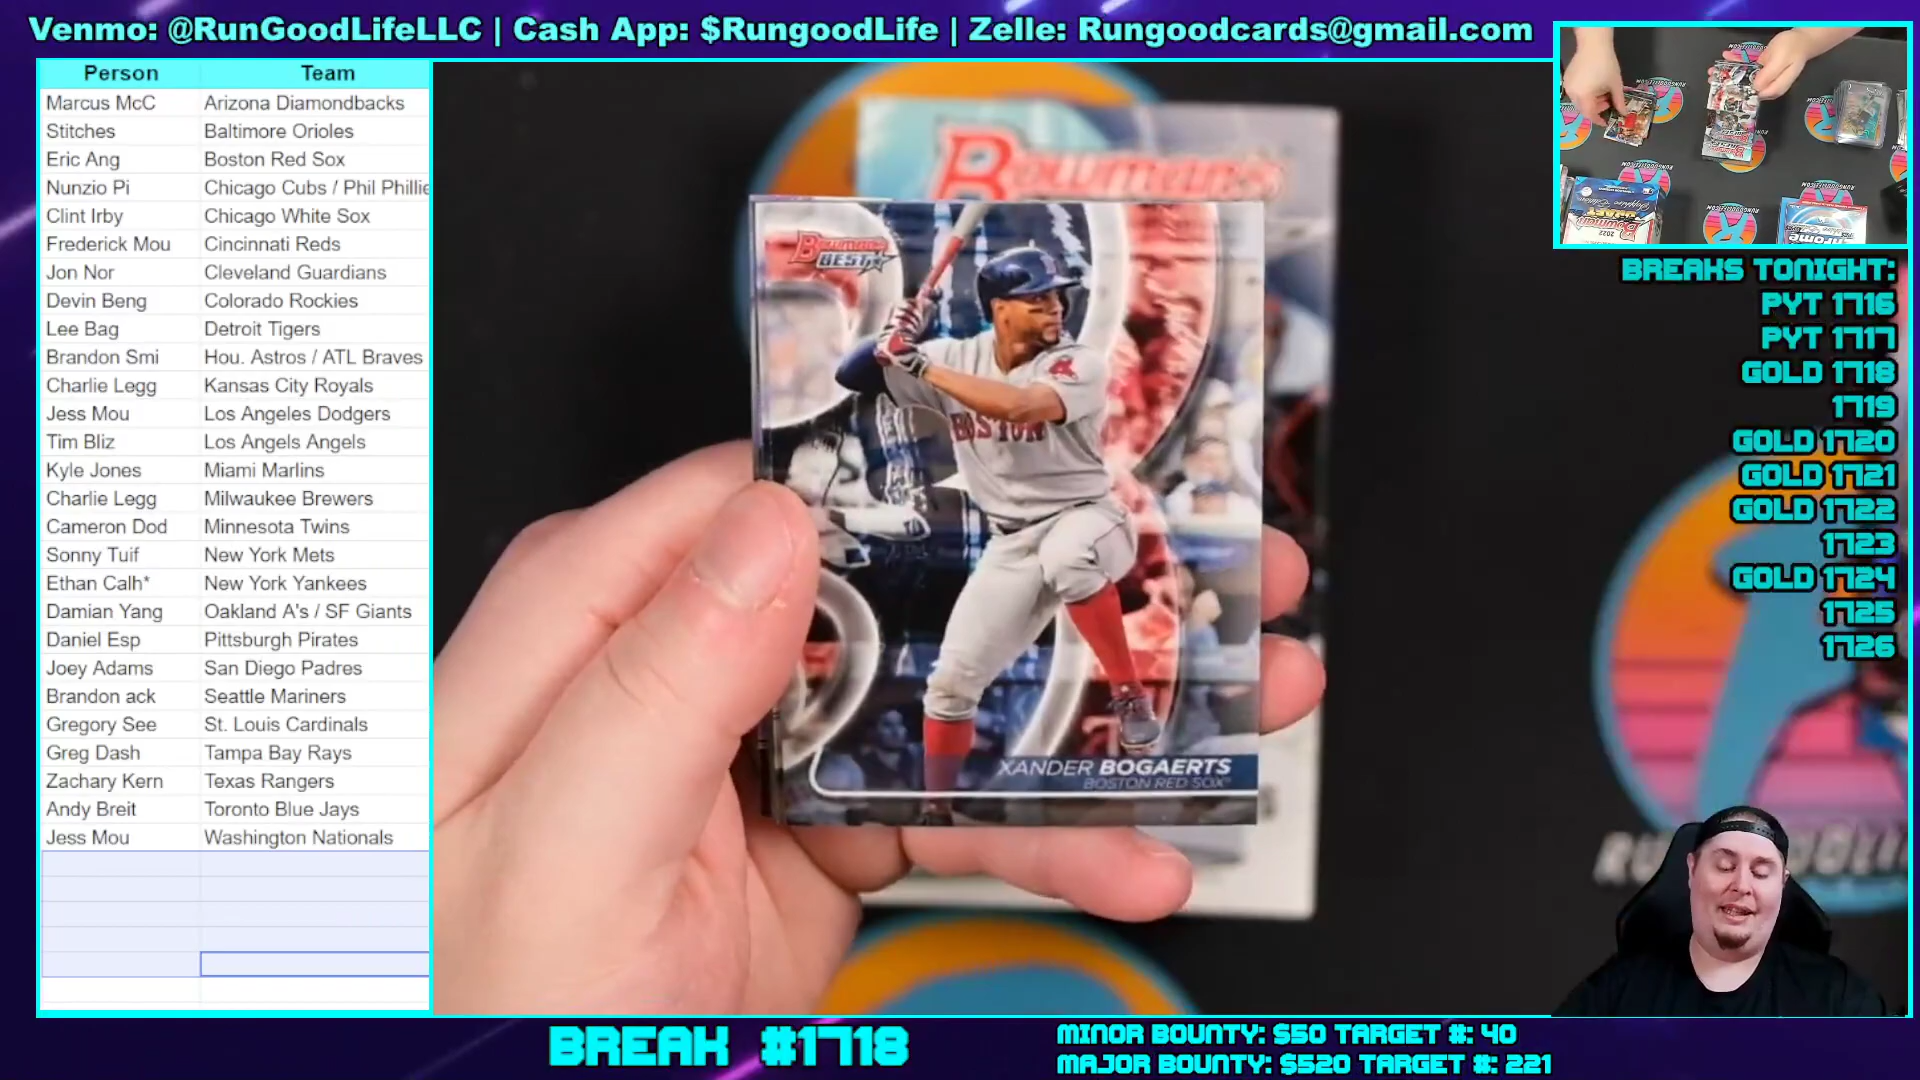 Venmo: @RunGoodLifeLLC | Cash App: $RungoodLife | Zelle: Rungoodcards@gmail.com
Person Team
Marcus McC Arizona Diamondbacks
Stitches Baltimore Orioles
Eric Ang Boston Red Sox
Nunzio Pi Chicago Cubs / Phil Phillie
Clint Irby Chicago White Sox
Frederick Mou Cincinnati Reds
Jon Nor Cleveland Guardians
Devin Beng Colorado Rockies
Lee Bag Detroit Tigers
Brandon Smi Hou. Astros / ATL Braves
Charlie Legg Kansas City Royals
Jess Mou Los Angeles Dodgers
Tim Bliz Los Angels Angels
Kyle Jones Miami Marlins
Charlie Legg Milwaukee Brewers
Cameron Dod Minnesota Twins
Sonny Tuif New York Mets
Ethan Calh* New York Yankees
Damian Yang Oakland A's / SF Giants
Daniel Esp Pittsburgh Pirates
Joey Adams San Diego Padres
Brandon ack Seattle Mariners
Gregory See St. Louis Cardinals
Greg Dash Tampa Bay Rays
Zachary Kern Texas Rangers
Andy Breit Toronto Blue Jays
Jess Mou Washington Nationals
Bowman's
Bowman's
BEST
BOSTON
XANDER BOGAERTS
BOSTON RED SOX
BREAKS TONIGHT:
PYT 1716
PYT 1717
GOLD 1718
1719
GOLD 1720
GOLD 1721
GOLD 1722
1723
GOLD 1724
1725
1726
BREAK #1718
MINOR BOUNTY: $50 TARGET #: 40
MAJOR BOUNTY: $520 TARGET #: 221